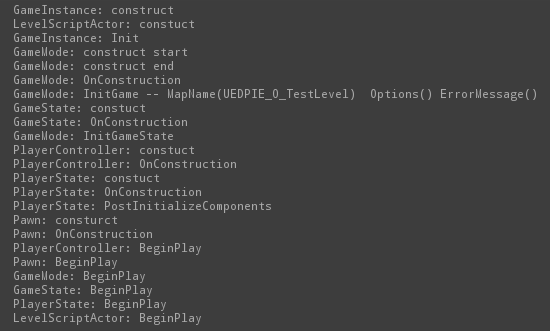 GameInstance: construct
LevelScriptActor: constuct
GameInstance: Init
GameMode: construct start
GameMode: construct end
GameMode: OnConstruction
GameMode: InitGame -- MapName(UEDPIE_0_TestLevel)  Options() ErrorMessage()
GameState: constuct
GameState: OnConstruction
GameMode: InitGameState
PlayerController: constuct
PlayerController: OnConstruction
PlayerState: constuct
PlayerState: OnConstruction
PlayerState: PostInitializeComponents
Pawn: consturct
Pawn: OnConstruction
PlayerController: BeginPlay
Pawn: BeginPlay
GameMode: BeginPlay
GameState: BeginPlay
PlayerState: BeginPlay
LevelScriptActor: BeginPlay